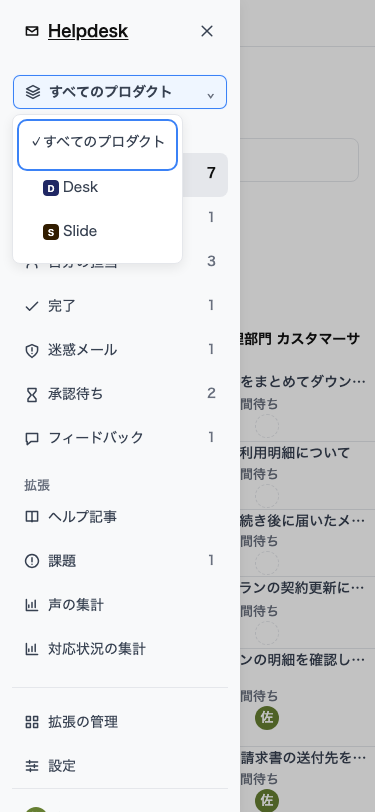 Helpdesk
すべてのプロダクト
✓すべてのプロダクト
D Desk
S Slide
7
1
自分の担当 3
完了 1
迷惑メール 1
承認待ち 2
フィードバック 1
拡張
ヘルプ記事
課題 1
声の集計
対応状況の集計
拡張の管理
設定
部門 カスタマーサ
をまとめてダウン…
間待ち
利用明細について
間待ち
続き後に届いたメ…
間待ち
ランの契約更新に…
間待ち
ンの明細を確認し…
間待ち
佐
請求書の送付先を…
間待ち
佐